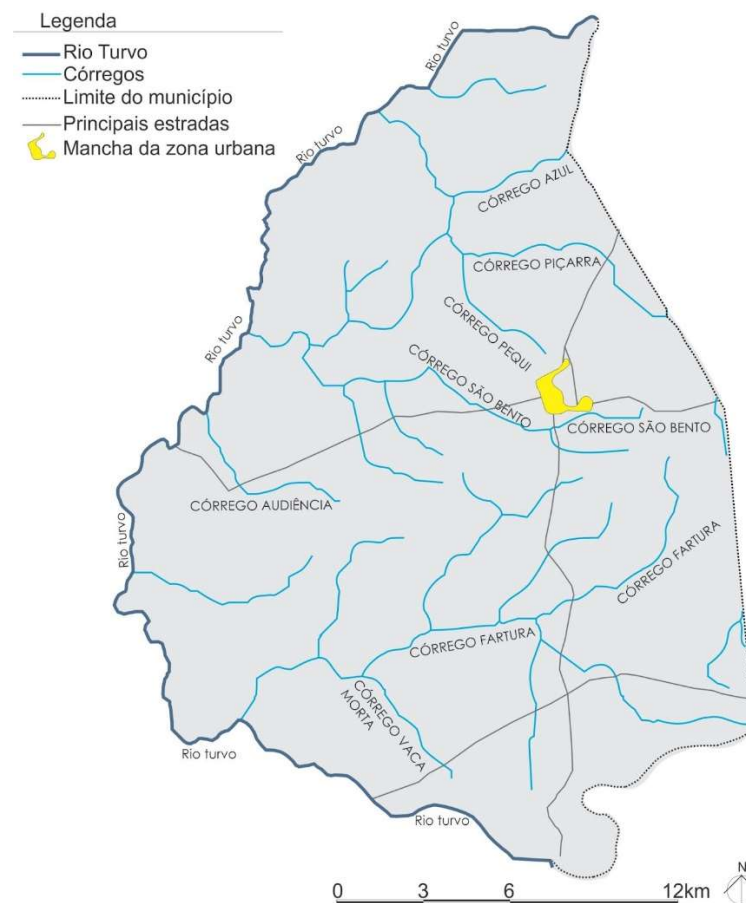 Legenda
Rio Turvo
Córregos
Limite do município
Principais estradas
Mancha da zona urbana
Rio turvo
Rio turvo
CÓRREGO AZUL
CÓRREGO PIÇARRA
Rio turvo
CÓRREGO PEQUI
CÓRREGO SÃO BENTO
CÓRREGO SÃO BENTO
CÓRREGO AUDIÊNCIA
Rio turvo
CÓRREGO FARTURA
CÓRREGO FARTURA
CÓRREGO VACA
MORTA
Rio turvo
Rio turvo
N
0 3 6 12km